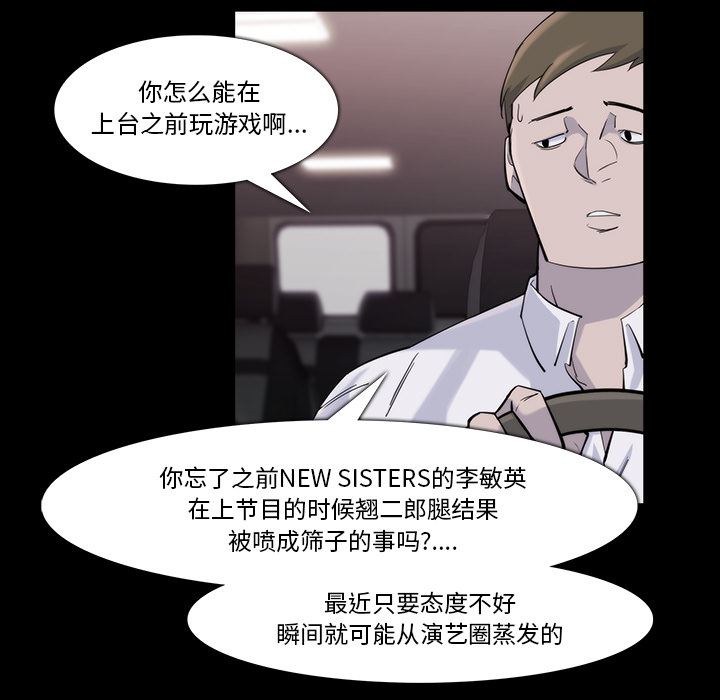 你怎么能在
上台之前玩游戏啊...
你忘了之前NEW SISTERS的李敏英
在上节目的时候翘二郎腿结果
被喷成筛子的事吗?....
最近只要态度不好
瞬间就可能从演艺圈蒸发的